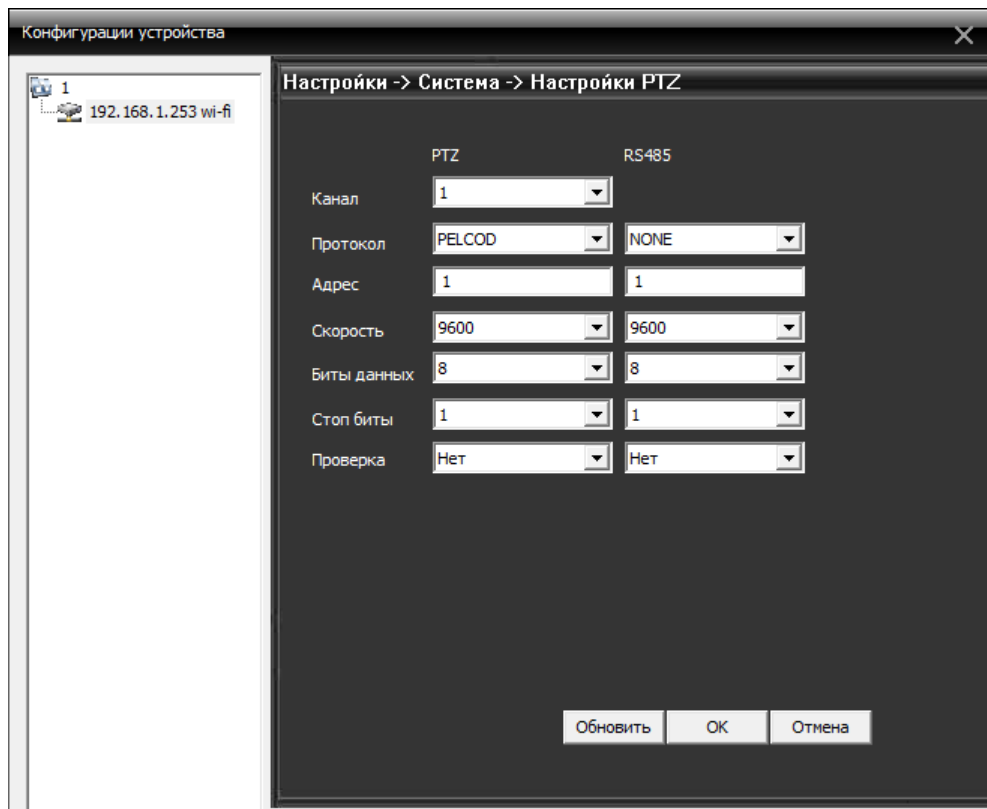 Конфигурации устройства
1
192.168.1.253 wi-fi
Настройки -> Система -> Настройки PTZ
PTZ RS485
Канал 1
Протокол PELCOD NONE
Адрес 1 1
Скорость 9600 9600
Биты данных 8 8
Стоп биты 1 1
Проверка Нет Нет
Обновить OK Отмена